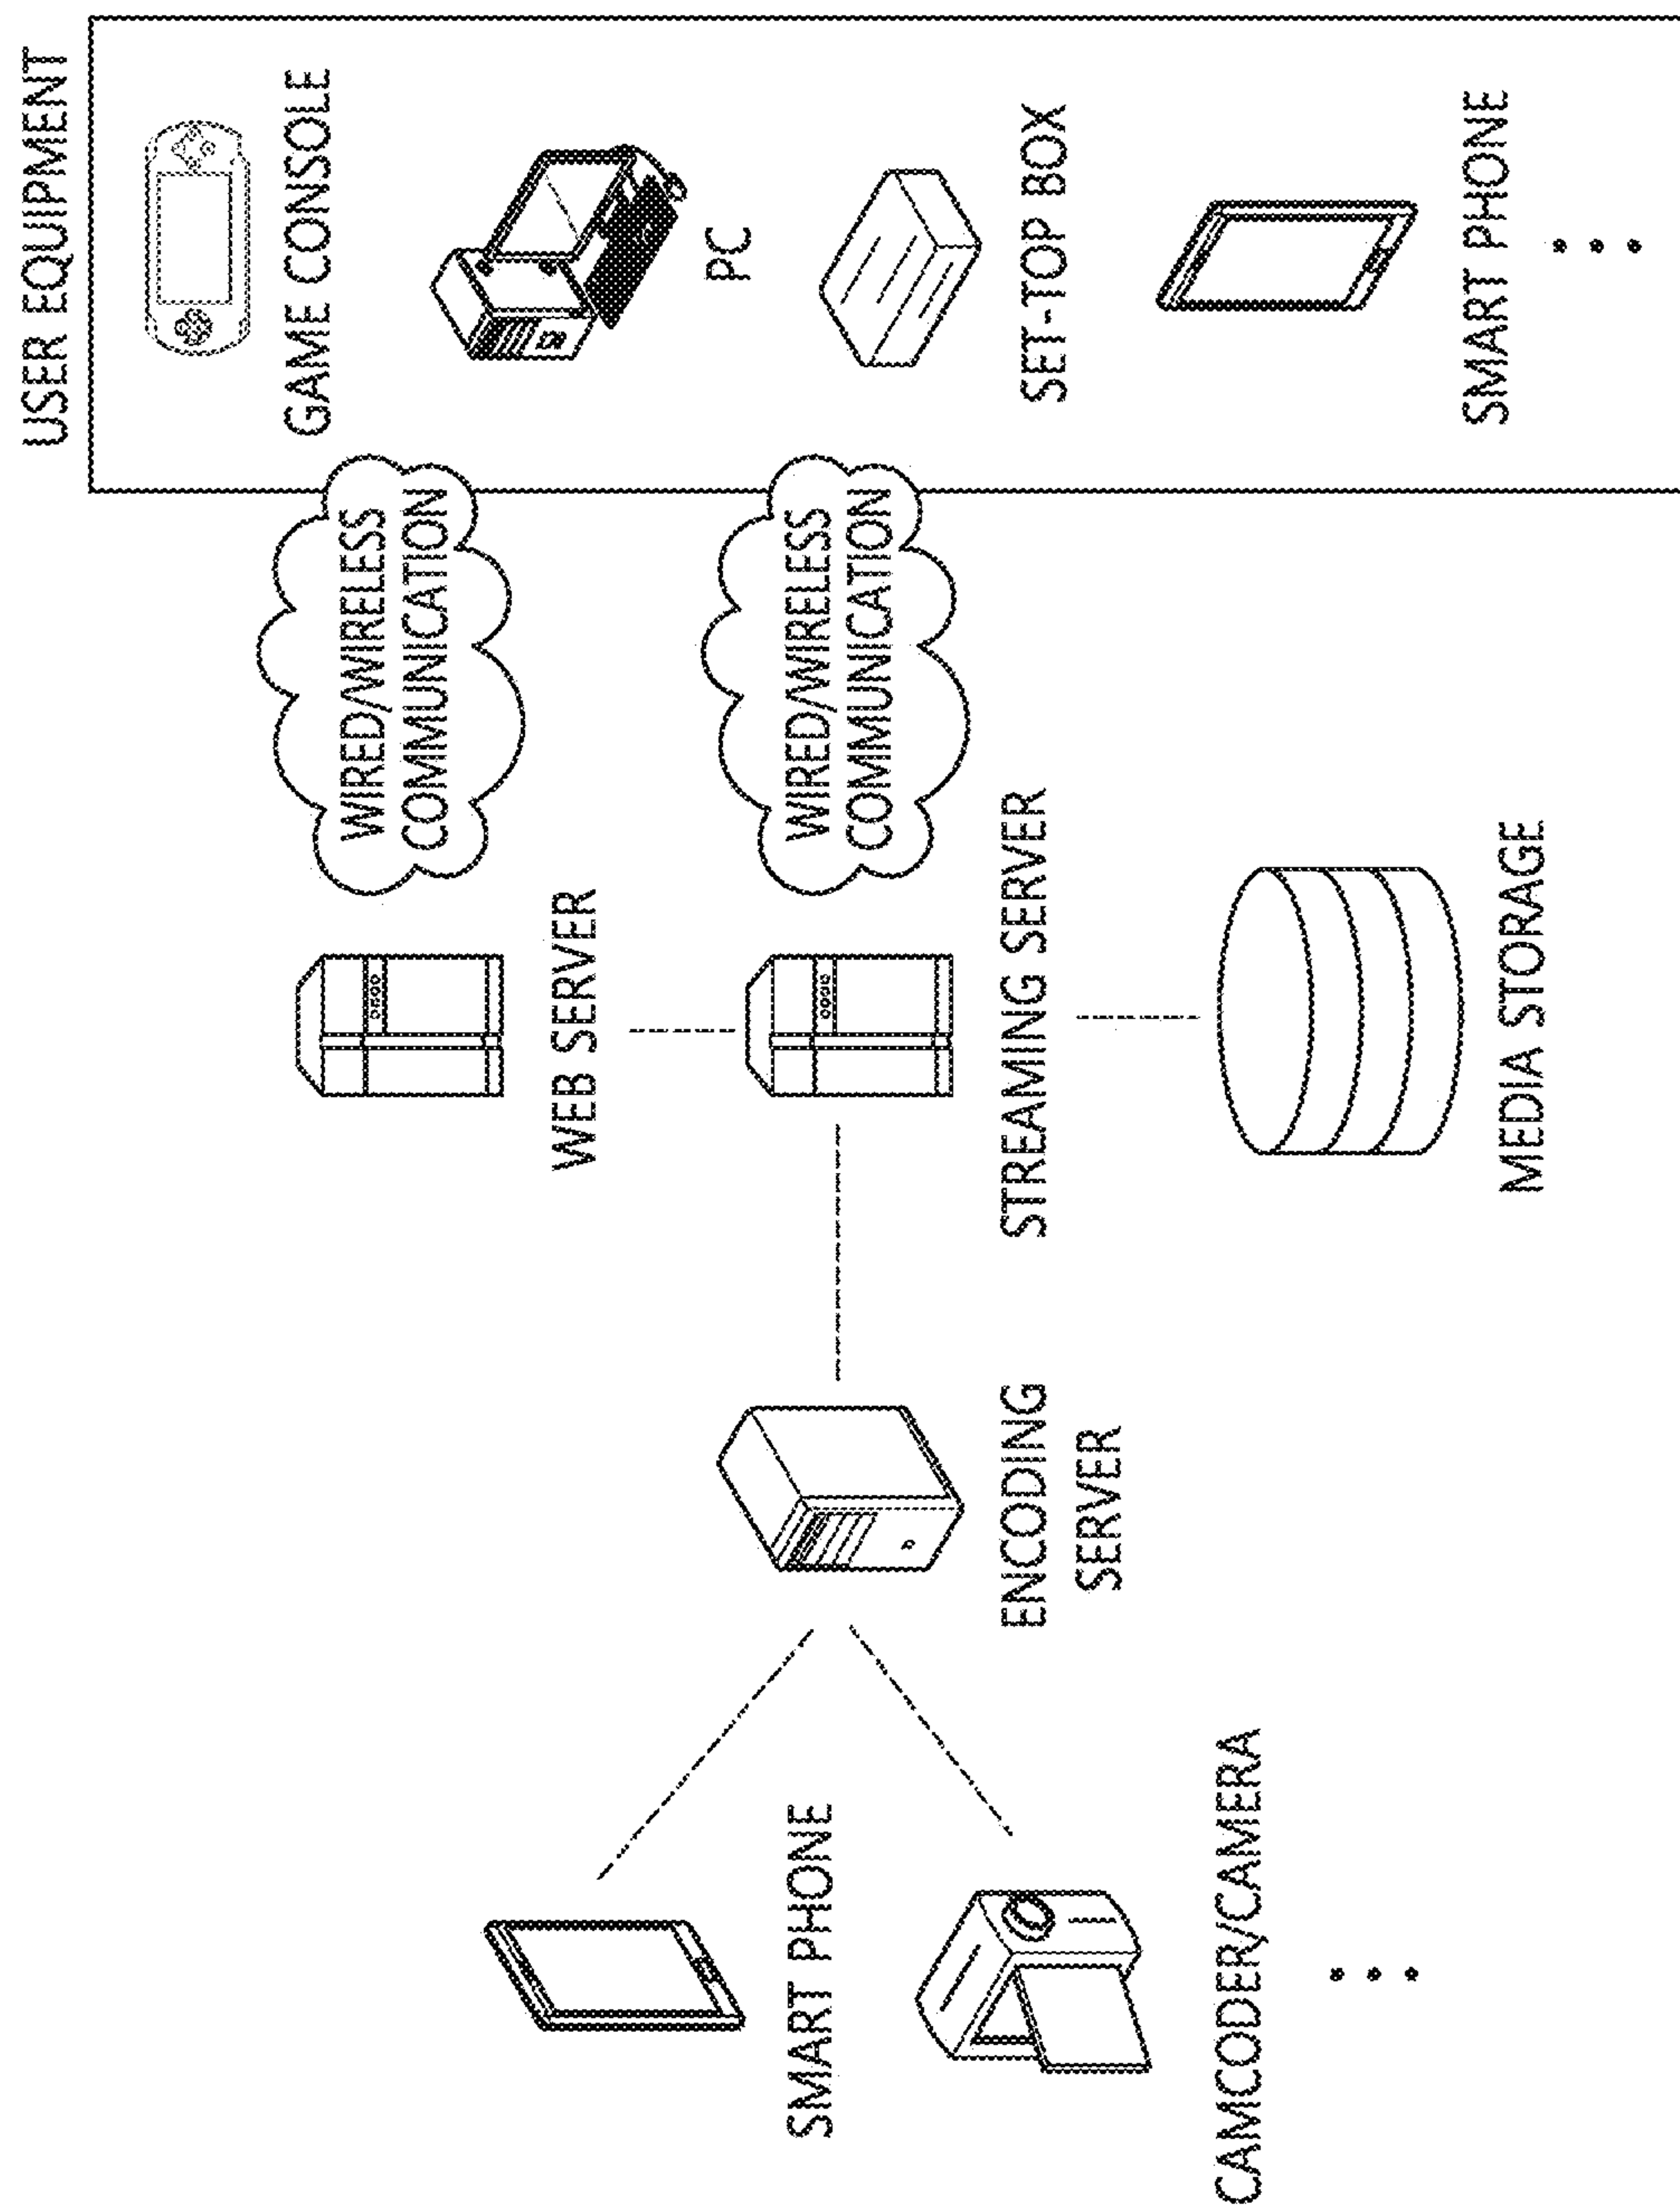 USER EQUIPMENT
GAME CONSOLE
PC
SET-TOP BOX
SMART PHONE
WIRED/WIRELESS
COMMUNICATION
WIRED/WIRELESS
COMMUNICATION
WEB SERVER
STREAMING SERVER
MEDIA STORAGE
ENCODING
SERVER
SMART PHONE
CAMCODER/CAMERA